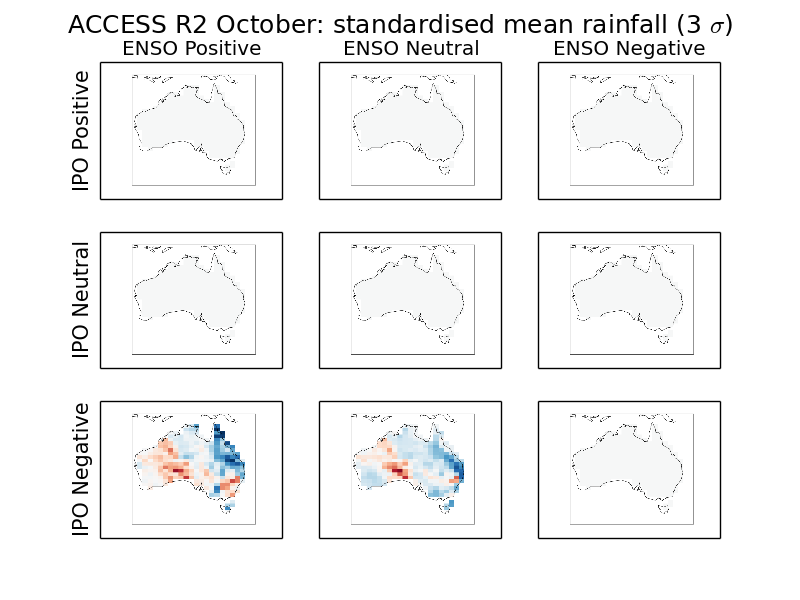 ACCESS R2 October: standardised mean rainfall (3 σ)
ENSO Positive
ENSO Neutral
ENSO Negative
IPO Positive
IPO Neutral
IPO Negative